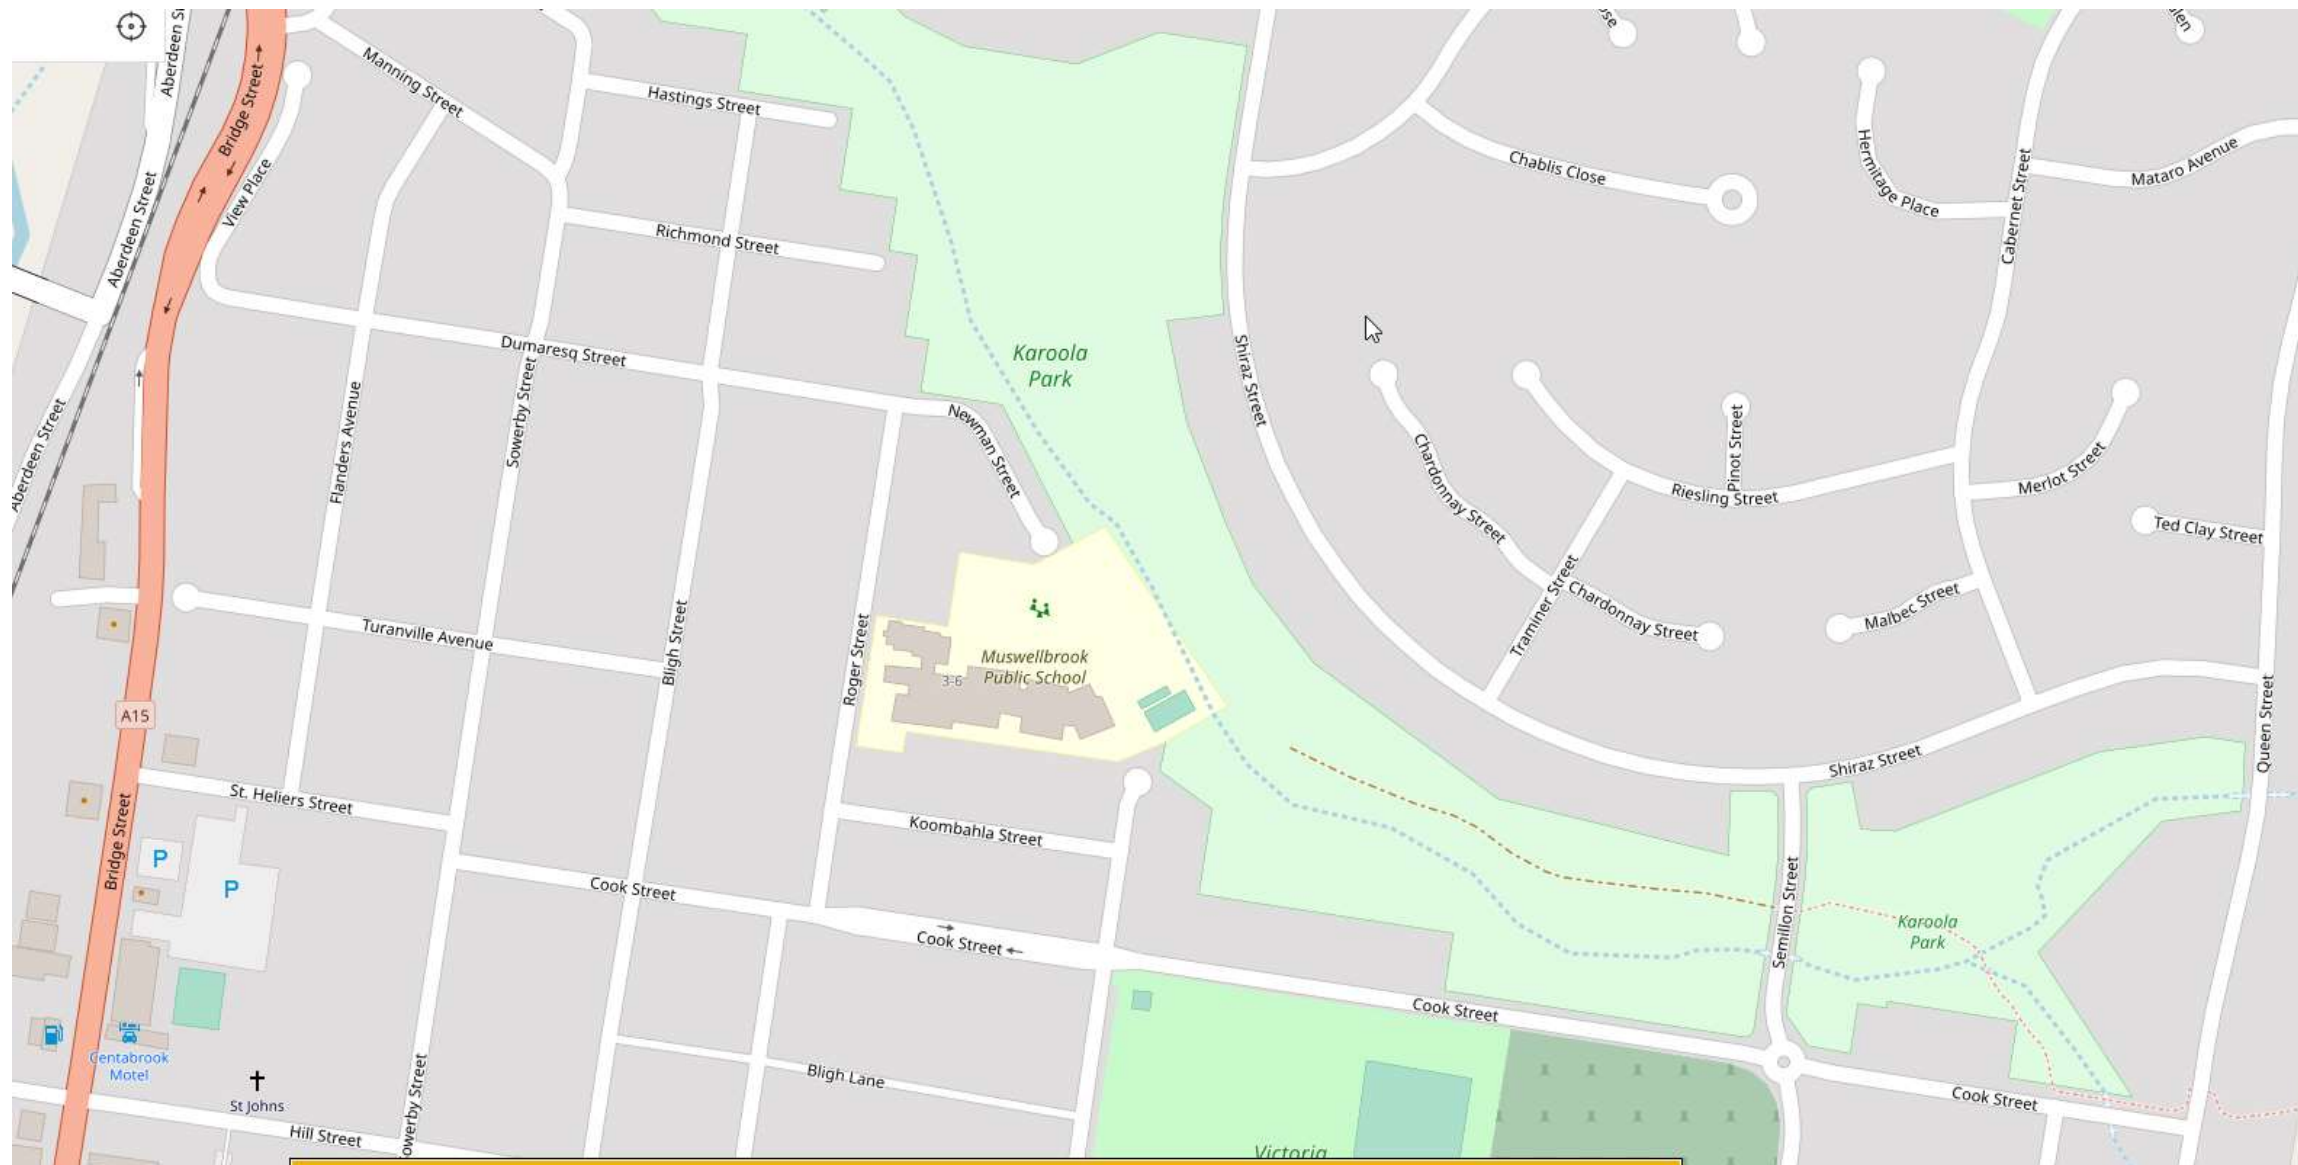 Aberdeen
Manning Street
Bridge Street
Hastings Street
View Place
Aberdeen Street
Richmond Street
Chablis Close
Hermitage Place
Cabernet Street
Mataro Avenue
Dumaresq Street
Karoola
Park
Shiraz Street
Aberdeen Street
Flanders Avenue
Sowerby Street
Newman Street
Chardonnay Street
Pinot Street
Riesling Street
Merlot Street
Ted Clay Street
Turanville Avenue
Bligh Street
Roger Street
Muswellbrook
Public School
3-6
Traminer Street
Chardonnay Street
Malbec Street
A15
Queen Street
Shiraz Street
St. Heliers Street
Koombahla Street
Bridge Street
P
P
Cook Street
Cook Street
Semillon Street
Karoola
Park
Cook Street
Centabrook
Motel
St Johns
Bligh Lane
Cook Street
Hill Street
owerby Street
Victoria